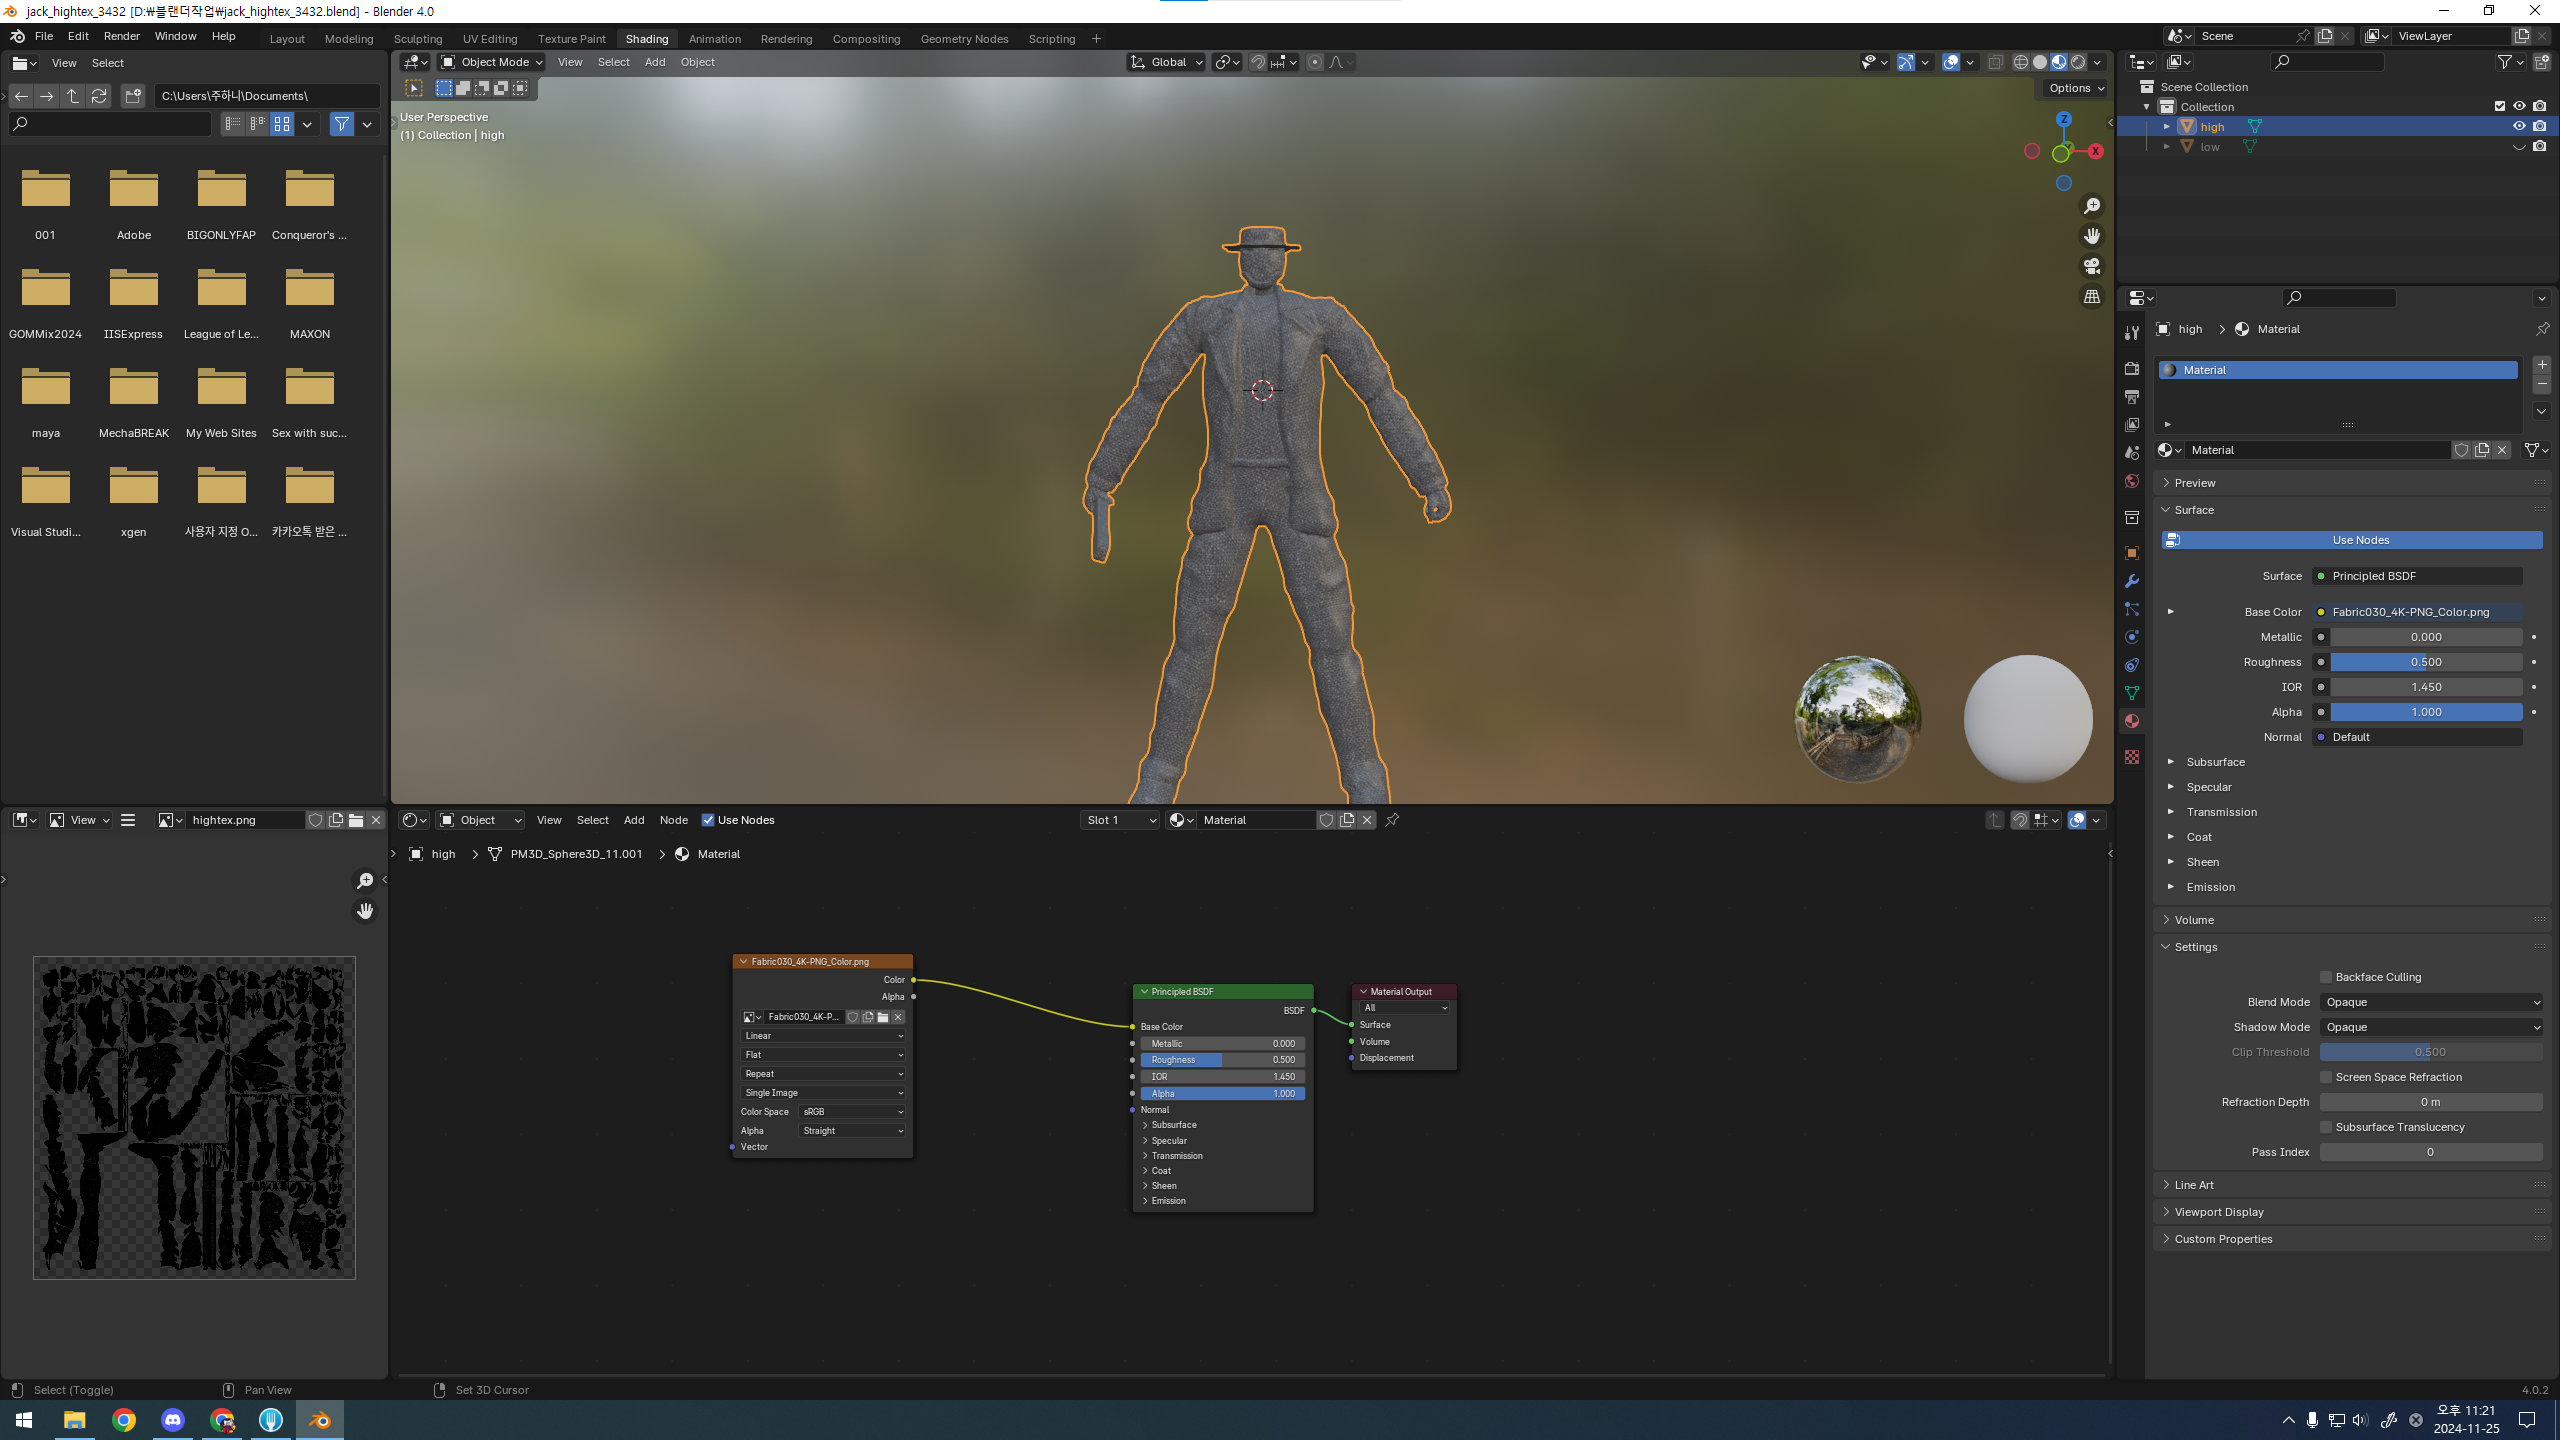 jack_hightex_3432 [D:₩블랜더작업₩jack_hightex_3432.blend] - Blender 4.0
File Edit Render Window Help
Layout Modeling Sculpting UV Editing Texture Paint Shading Animation Rendering Compositing Geometry Nodes Scripting
Scene
ViewLayer
View Select
C:\Users\주하니\Documents\
001 Adobe BIGONLYFAP Conqueror's ...
GOMMix2024 IISExpress League of Le... MAXON
maya MechaBREAK My Web Sites Sex with suc...
Visual Studi... xgen 사용자 지정 O... 카카오톡 받은 ...
Object Mode View Select Add Object
Global
Options
User Perspective
(1) Collection | high
Z
X
Scene Collection
Collection
high
low
high Material
Material
Material
Preview
Surface
Use Nodes
Surface Principled BSDF
Base Color Fabric030_4K-PNG_Color.png
Metallic 0.000
Roughness 0.500
IOR 1.450
Alpha 1.000
Normal Default
Subsurface
Specular
Transmission
Coat
Sheen
Emission
Volume
Settings
Backface Culling
Blend Mode Opaque
Shadow Mode Opaque
Clip Threshold 0.500
Screen Space Refraction
Refraction Depth 0 m
Subsurface Translucency
Pass Index 0
Line Art
Viewport Display
Custom Properties
View
hightex.png
Object View Select Add Node Use Nodes
Slot 1
Material
high PM3D_Sphere3D_11.001 Material
Fabric030_4K-PNG_Color.png
Color
Alpha
Fabric030_4K-P...
Linear
Flat
Repeat
Single Image
Color Space sRGB
Alpha Straight
Vector
Principled BSDF
BSDF
Base Color
Metallic 0.000
Roughness 0.500
IOR 1.450
Alpha 1.000
Normal
Subsurface
Specular
Transmission
Coat
Sheen
Emission
Material Output
All
Surface
Volume
Displacement
Select (Toggle)
Pan View
Set 3D Cursor
4.0.2
오후 11:21
2024-11-25